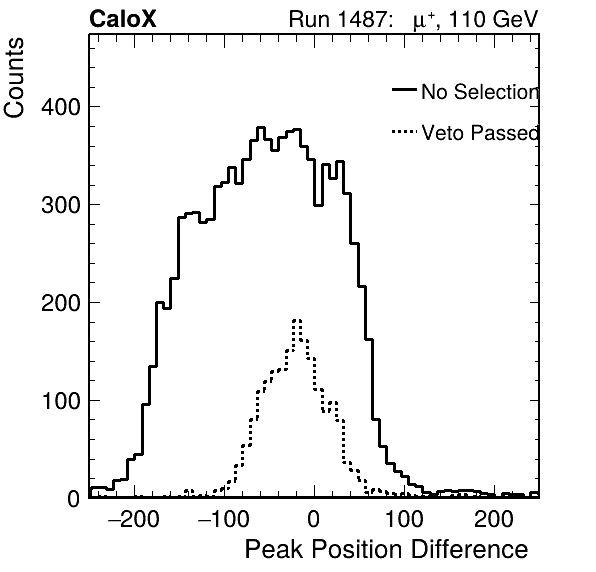 CaloX Run 1487: μ⁺, 110 GeV
Counts
No Selection
Veto Passed
400
300
200
100
0
−200 −100 0 100 200
Peak Position Difference